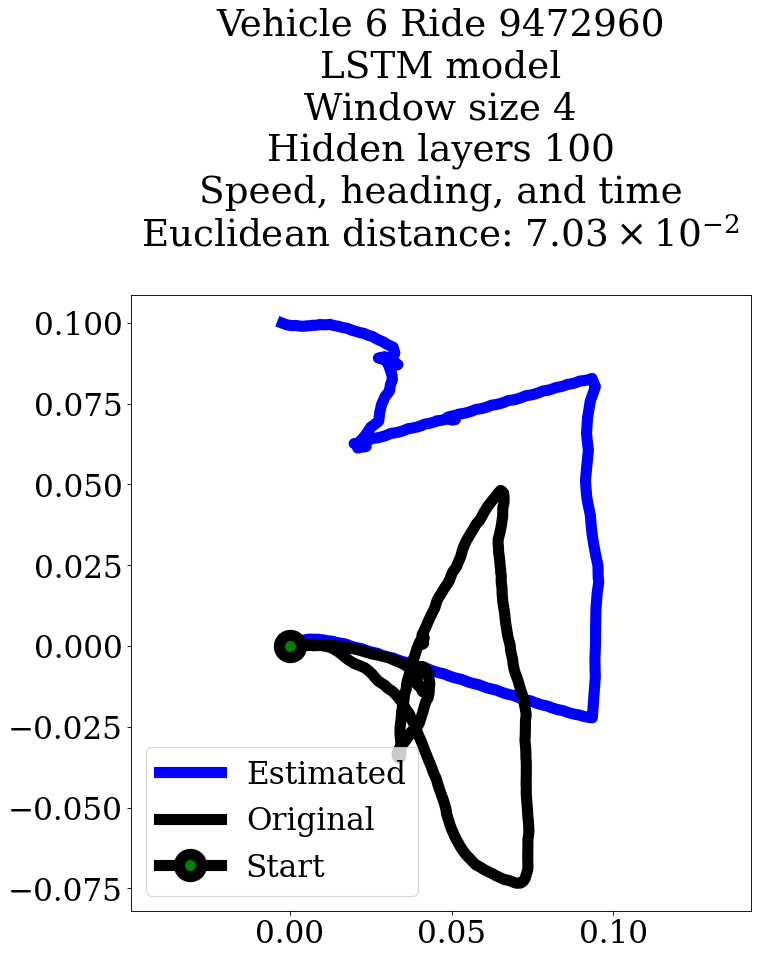 Vehicle 6 Ride 9472960
LSTM model
Window size 4
Hidden layers 100
Speed, heading, and time
Euclidean distance: 7.03 × 10⁻²
0.100
0.075
0.050
0.025
0.000
−0.025
−0.050
−0.075
Estimated
Original
Start
0.00 0.05 0.10